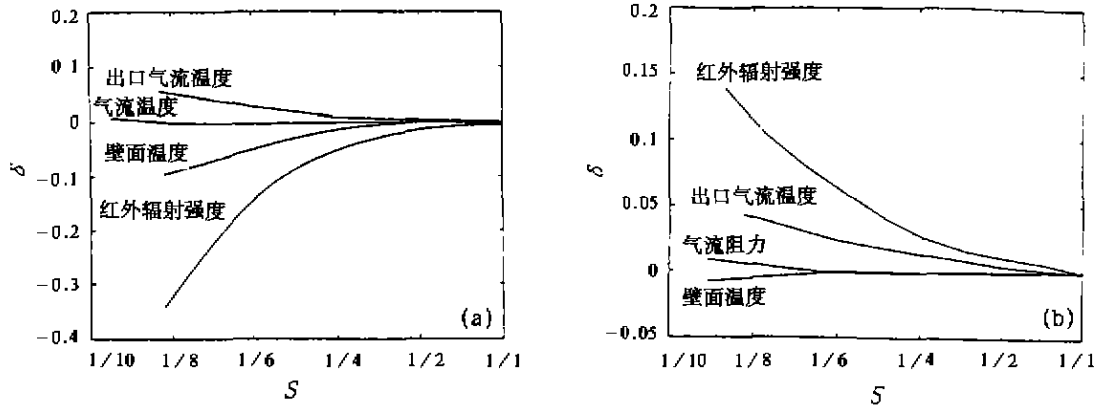 0.2
0 1
0
-0.1
-0.2
-0.3
-0.4
δ
出口气流温度
气流温度
壁面温度
红外辐射强度
(a)
1/10 1/8 1/6 1/4 1/2 1/1
S
0.2
0.15
0.1
0.05
0
-0.05
δ
红外辐射强度
出口气流温度
气流阻力
壁面温度
(b)
1/10 1/8 1/6 1/4 1/2 1/1
S